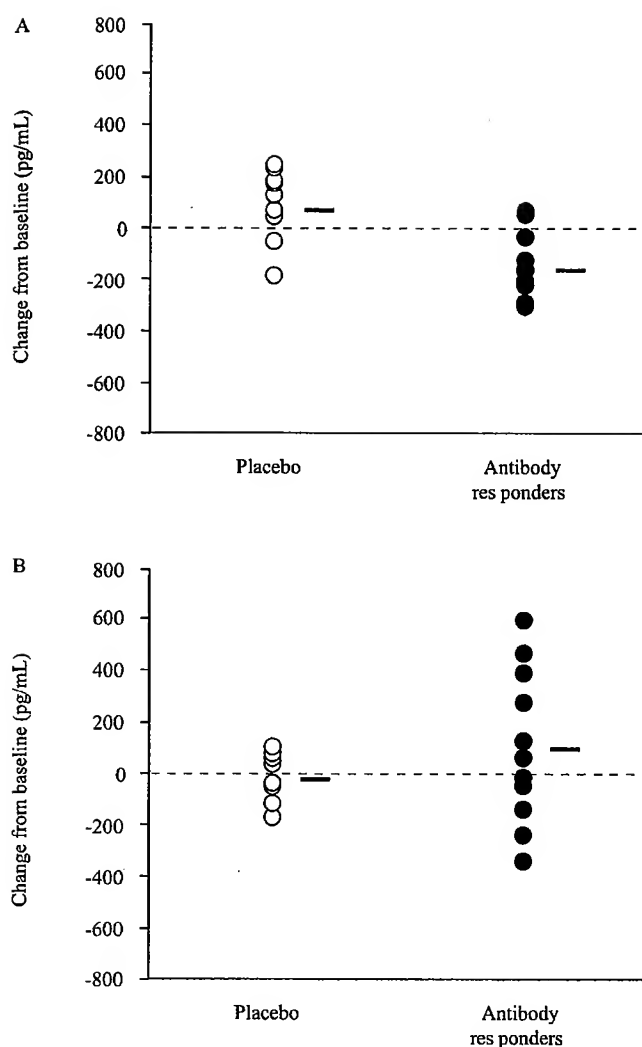 A
800
600
400
200
0
-200
-400
-600
-800
Change from baseline (pg/mL)
Placebo
Antibody
res ponders
B
800
600
400
200
0
-200
-400
-600
-800
Change from baseline (pg/mL)
Placebo
Antibody
res ponders